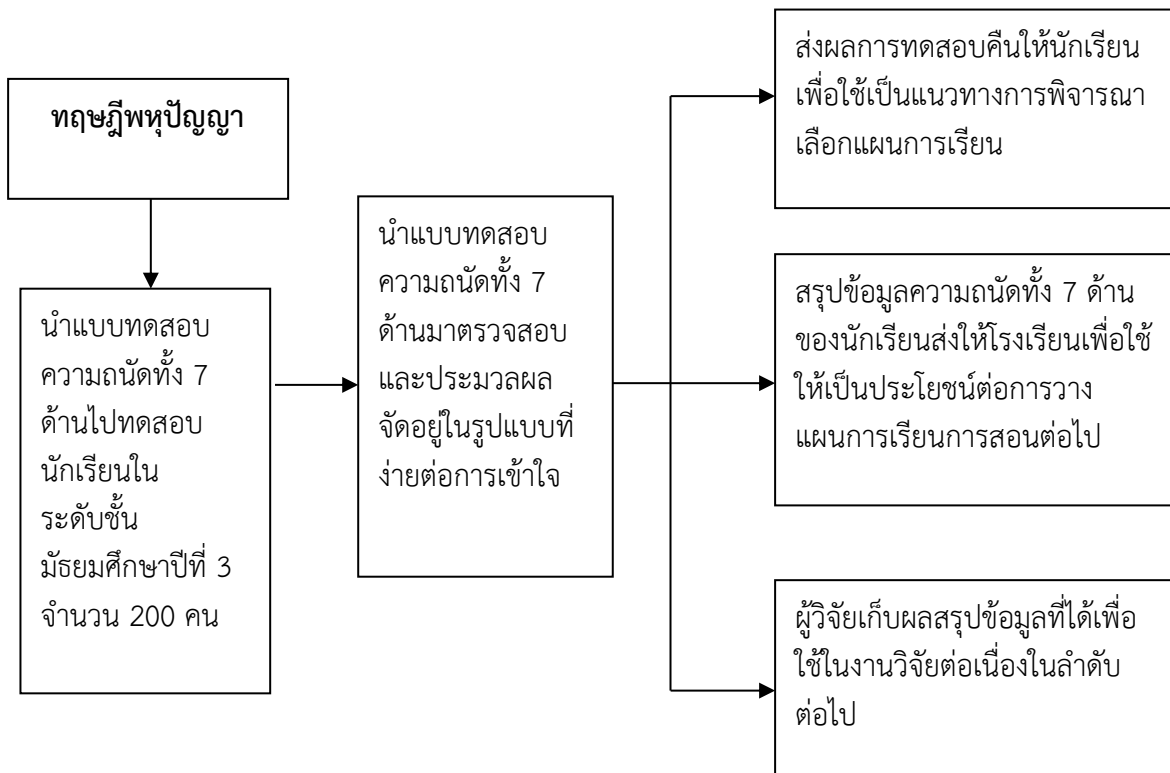 ทฤษฎีพหุปัญญา
นำแบบทดสอบ
ความถนัดทั้ง 7
ด้านไปทดสอบ
นักเรียนใน
ระดับชั้น
มัธยมศึกษาปีที่ 3
จำนวน 200 คน
นำแบบทดสอบ
ความถนัดทั้ง 7
ด้านมาตรวจสอบ
และประมวลผล
จัดอยู่ในรูปแบบที่
ง่ายต่อการเข้าใจ
ส่งผลการทดสอบคืนให้นักเรียน
เพื่อใช้เป็นแนวทางการพิจารณา
เลือกแผนการเรียน
สรุปข้อมูลความถนัดทั้ง 7 ด้าน
ของนักเรียนส่งให้โรงเรียนเพื่อใช้
ให้เป็นประโยชน์ต่อการวาง
แผนการเรียนการสอนต่อไป
ผู้วิจัยเก็บผลสรุปข้อมูลที่ได้เพื่อ
ใช้ในงานวิจัยต่อเนื่องในลำดับ
ต่อไป